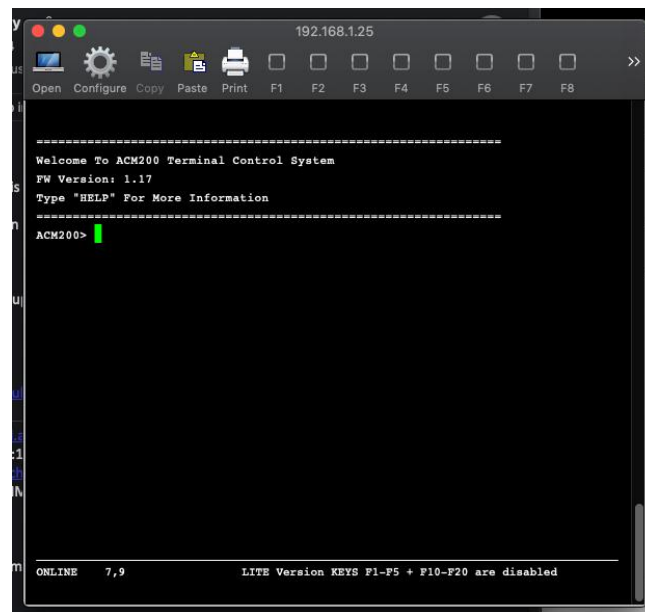 192.168.1.25
Open Configure Copy Paste Print F1 F2 F3 F4 F5 F6 F7 F8 »
=================================================================
Welcome To ACM200 Terminal Control System
FW Version: 1.17
Type "HELP" For More Information
=================================================================
ACM200>
ONLINE 7,9 LITE Version KEYS F1-F5 + F10-F20 are disabled